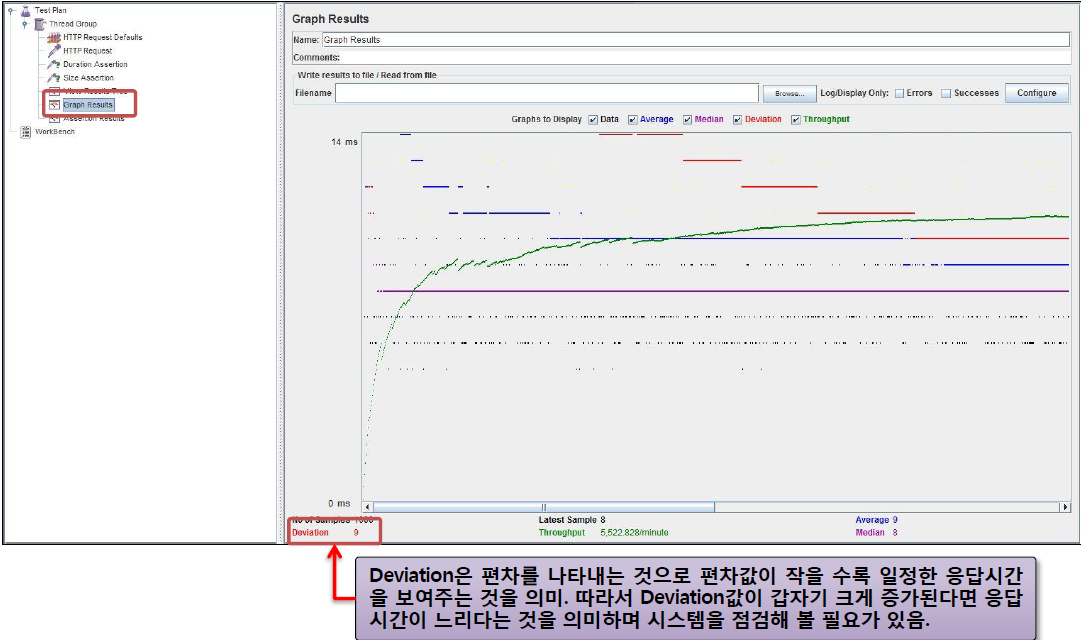 Test Plan
Thread Group
HTTP Request Defaults
HTTP Request
Duration Assertion
Size Assertion
View Results Tree
Graph Results
Assertion Results
WorkBench
Graph Results
Name: Graph Results
Comments:
Write results to file / Read from file
Filename Browse... Log/Display Only: Errors Successes Configure
Graphs to Display Data Average Median Deviation Throughput
14 ms
0 ms
No of Samples 1000 Latest Sample 8 Average 9
Deviation 9 Throughput 5,522.828/minute Median 8
Deviation은 편차를 나타내는 것으로 편차값이 작을 수록 일정한 응답시간
을 보여주는 것을 의미. 따라서 Deviation값이 갑자기 크게 증가된다면 응답
시간이 느리다는 것을 의미하며 시스템을 점검해 볼 필요가 있음.